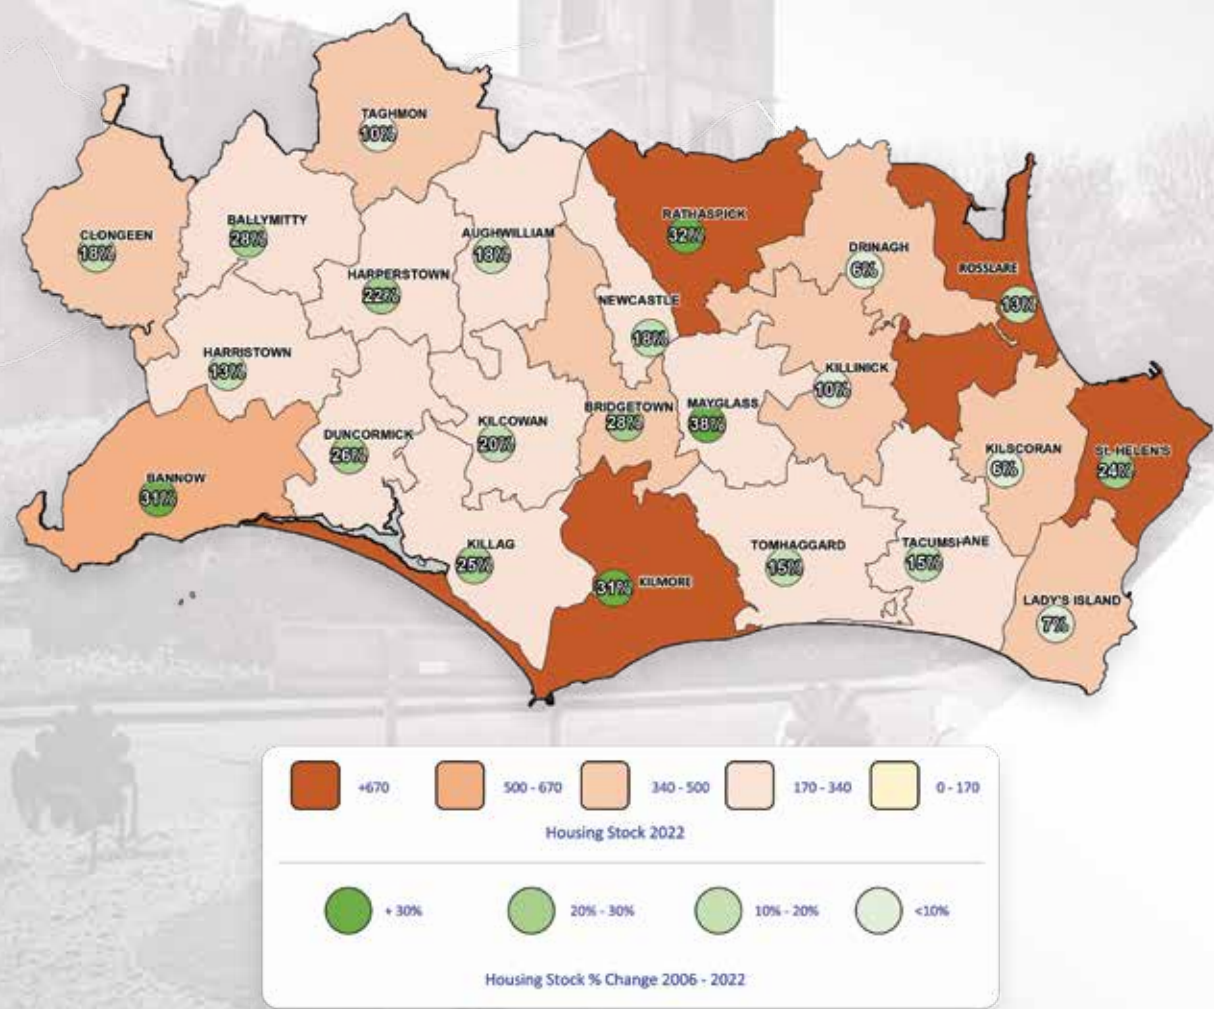 TAGHMON
10%
CLONGEEN
18%
BALLYMITTY
28%
HARPERSTOWN
22%
AUGHWILLIAM
18%
RATHASPICK
32%
DRINAGH
6%
ROSSLARE
13%
NEWCASTLE
18%
HARRISTOWN
13%
KILLINICK
10%
BRIDGETOWN
28%
MAYGLASS
38%
KILCOWAN
20%
DUNCORMICK
26%
KILSCORAN
6%
ST. HELEN'S
24%
BANNOW
31%
KILLAG
25%
31% KILMORE
TOMHAGGARD
15%
TACUMSHANE
15%
LADY'S ISLAND
7%
+670
500 - 670
340 - 500
170 - 340
0 - 170
Housing Stock 2022
+ 30%
20% - 30%
10% - 20%
<10%
Housing Stock % Change 2006 - 2022